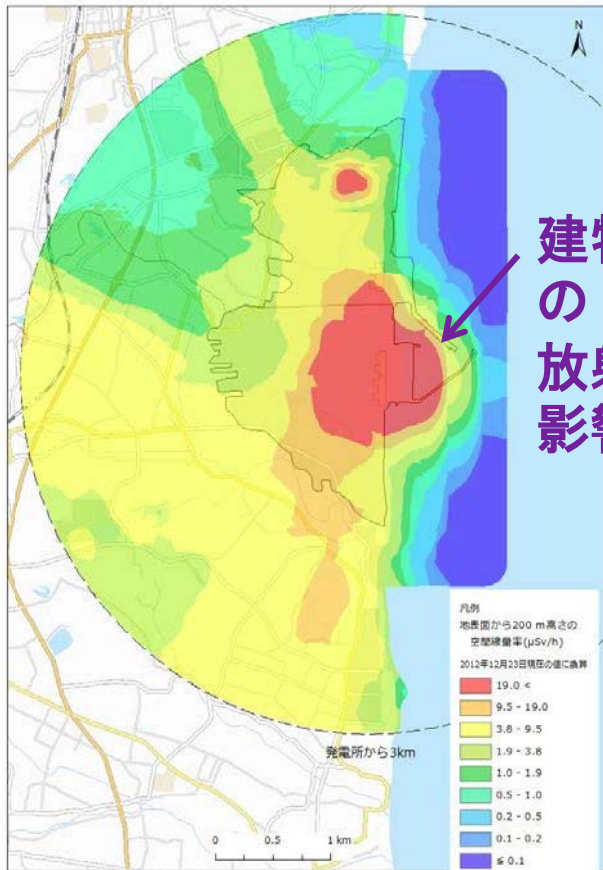 N
建物
の
放射
影響
凡例
地表面から200 m高さの
空間線量率(μSv/h)
2012年12月23日現在の値に換算
19.0 <
9.5 - 19.0
3.8 - 9.5
1.9 - 3.8
1.0 - 1.9
0.5 - 1.0
0.2 - 0.5
0.1 - 0.2
≤ 0.1
発電所から3km
0 0.5 1 km